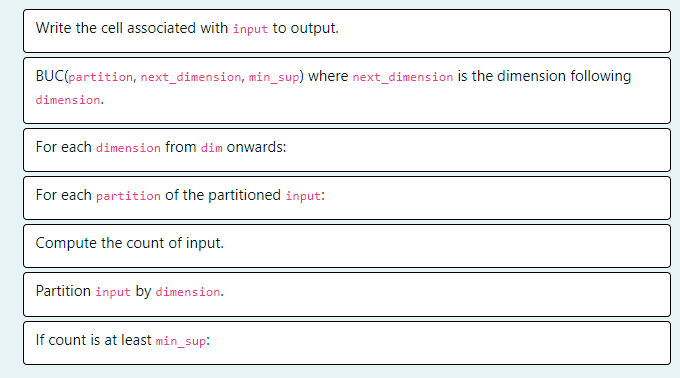 Write the cell associated with input to output.
BUC(partition, next_dimension, min_sup) where next_dimension is the dimension following
dimension.
For each dimension from dim onwards:
For each partition of the partitioned input:
Compute the count of input.
Partition input by dimension.
If count is at least min_sup: